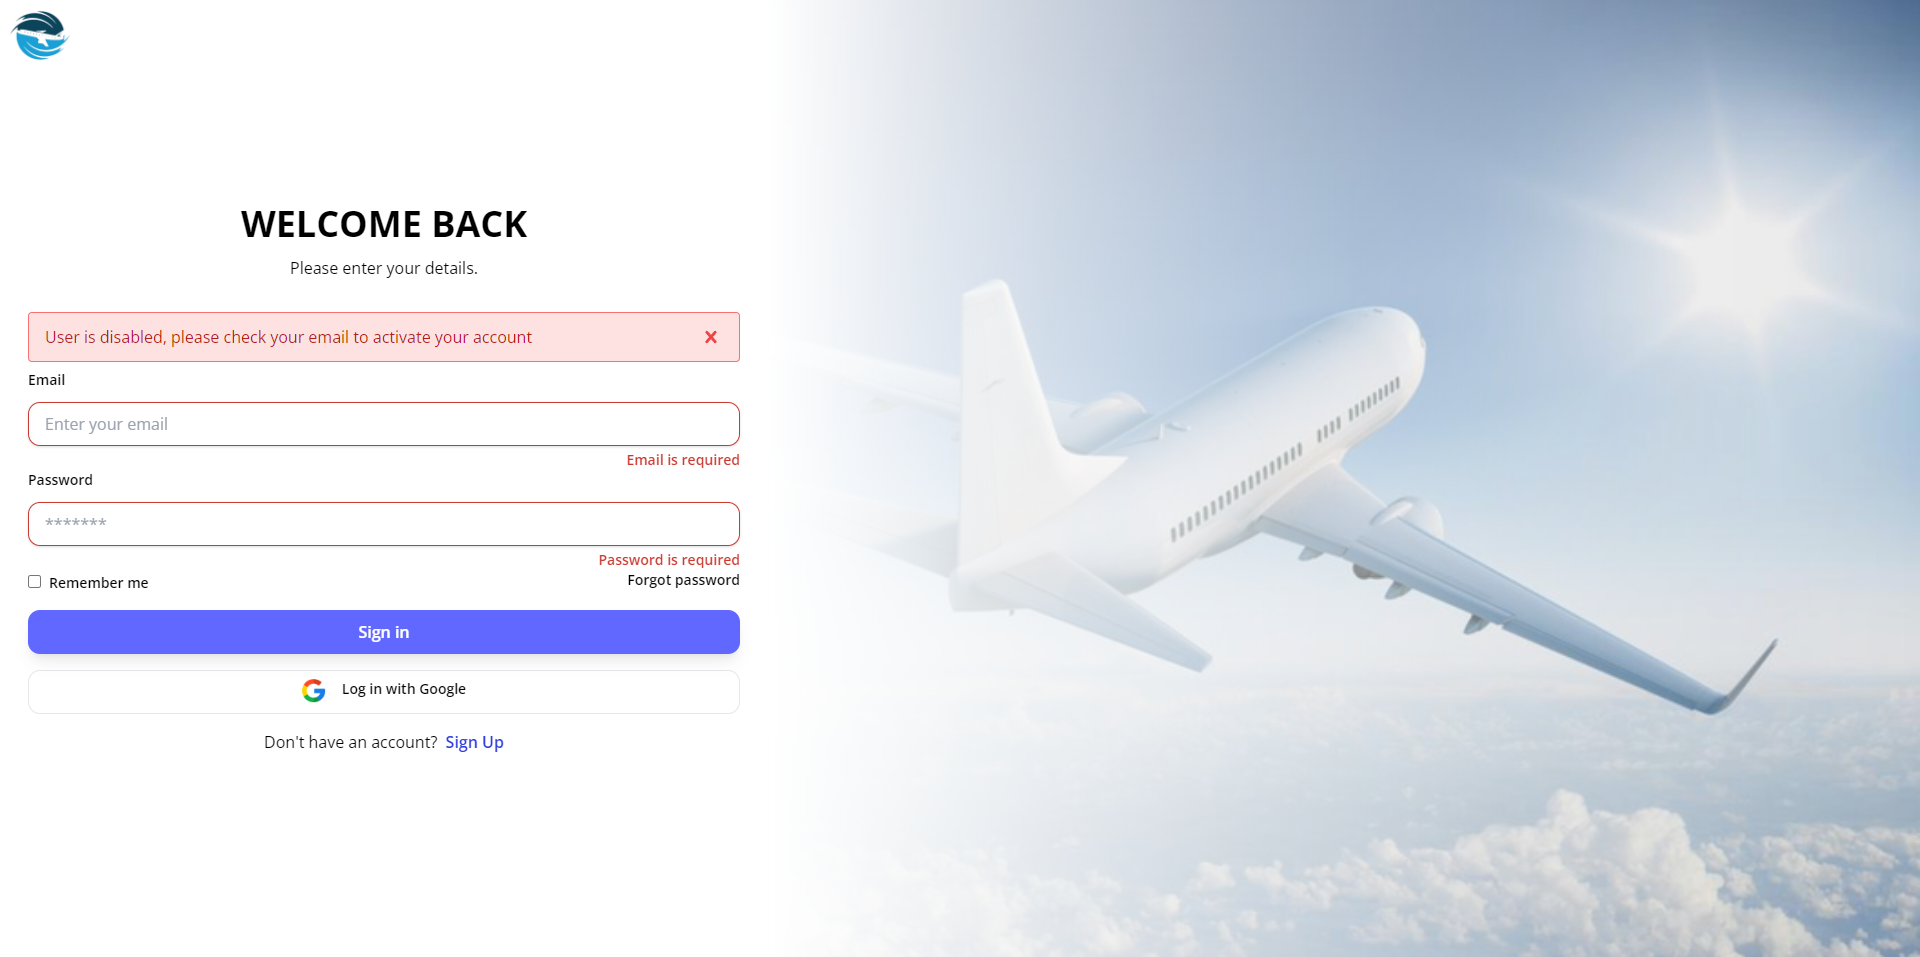 WELCOME BACK
Please enter your details.
User is disabled, please check your email to activate your account
Email
Enter your email
Email is required
Password
*******
Password is required
Remember me
Forgot password
Sign in
Log in with Google
Don't have an account? Sign Up